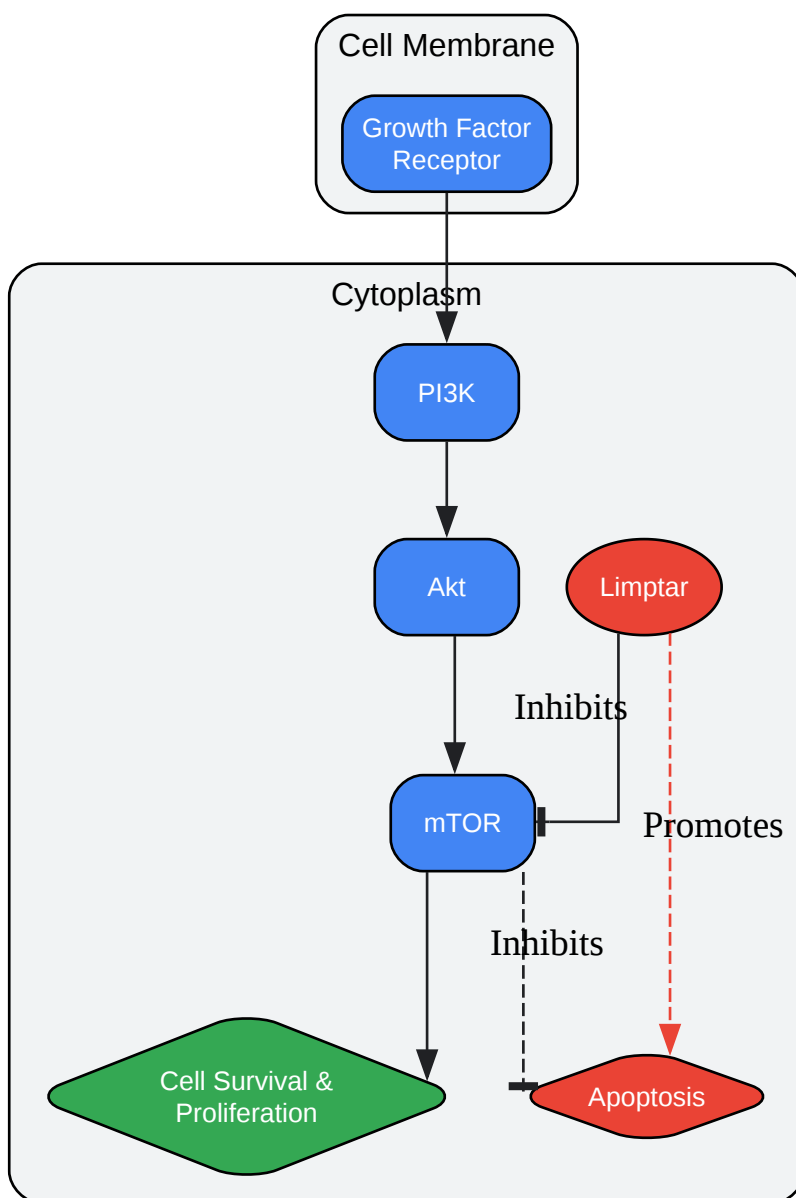 Cell Membrane
Growth Factor
Receptor
Cytoplasm
PI3K
Akt
Limptar
Inhibits
mTOR
Promotes
Inhibits
Cell Survival &
Proliferation
Apoptosis